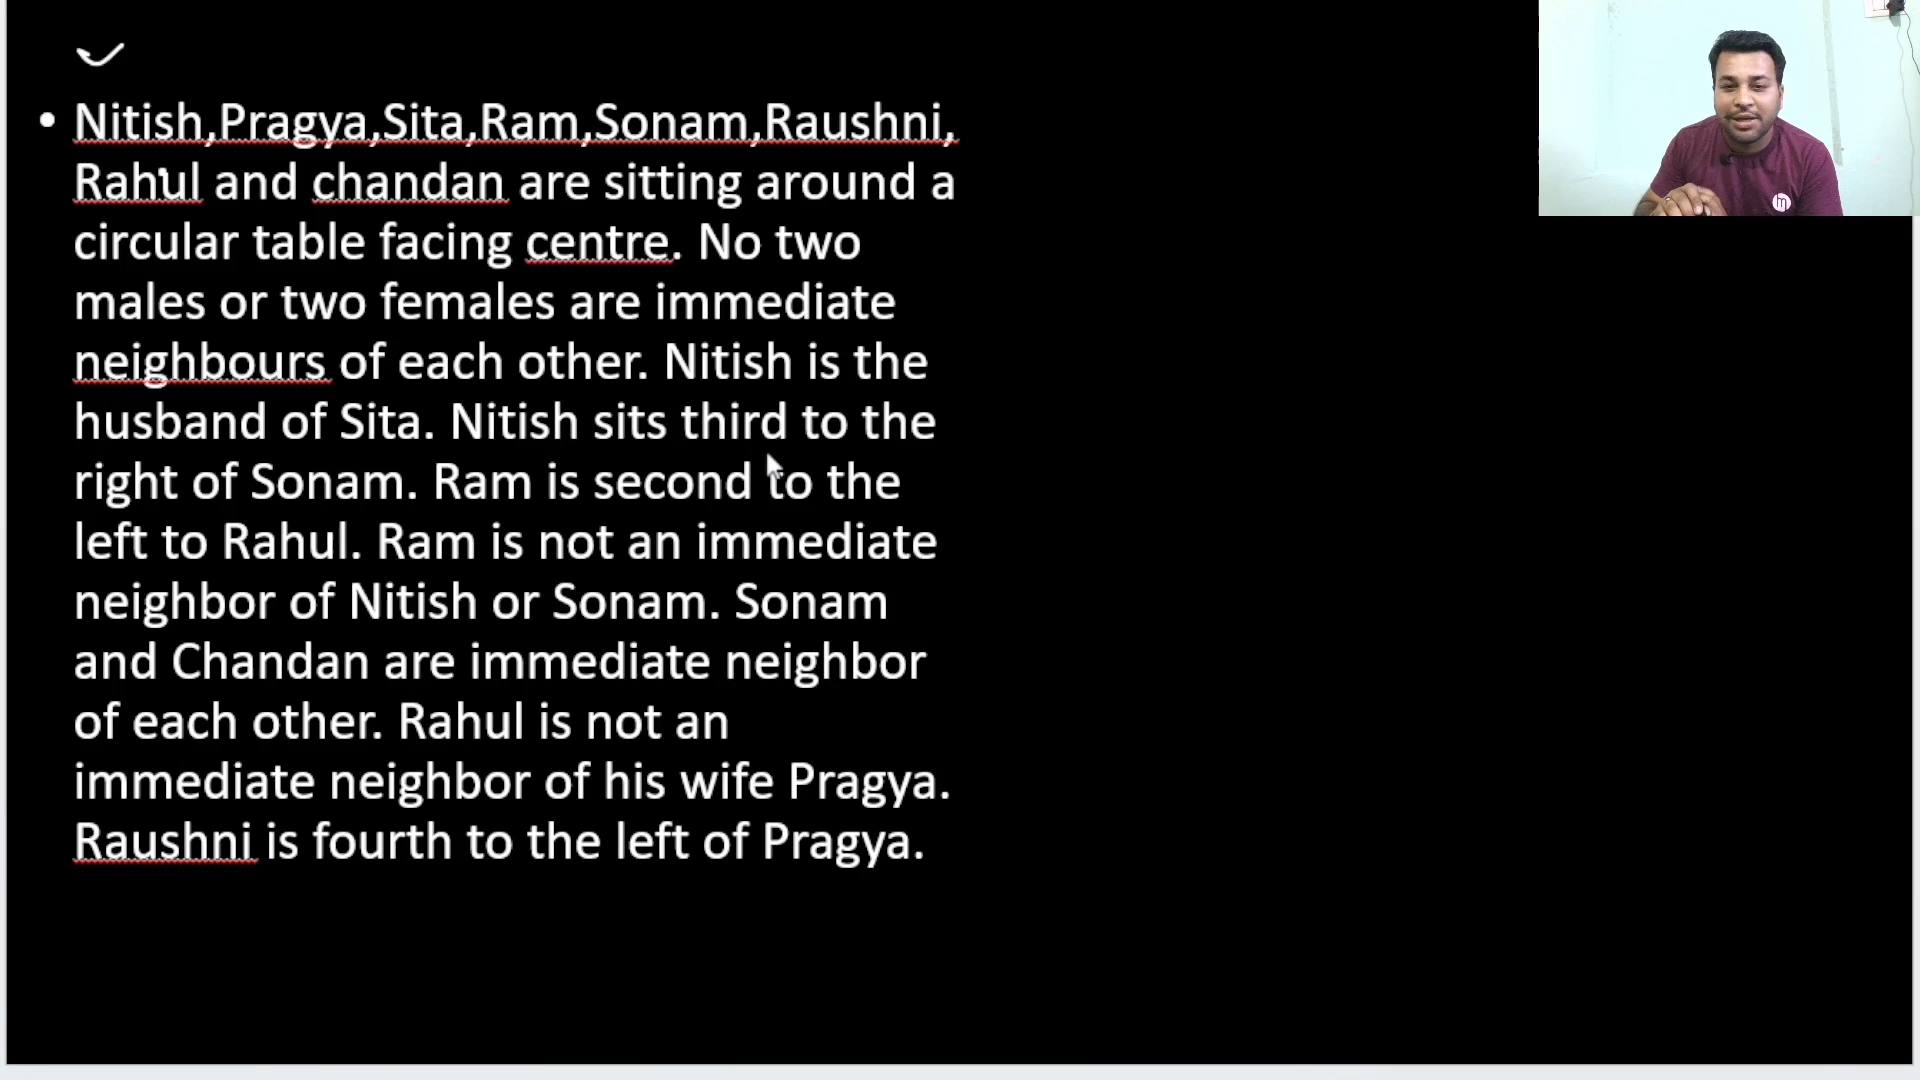 Nitish,Pragya,Sita,Ram,Sonam,Raushni,
Rahul and chandan are sitting around a
circular table facing centre. No two
males or two females are immediate
neighbours of each other. Nitish is the
husband of Sita. Nitish sits third to the
right of Sonam. Ram is second to the
left to Rahul. Ram is not an immediate
neighbor of Nitish or Sonam. Sonam
and Chandan are immediate neighbor
of each other. Rahul is not an
immediate neighbor of his wife Pragya.
Raushni is fourth to the left of Pragya.